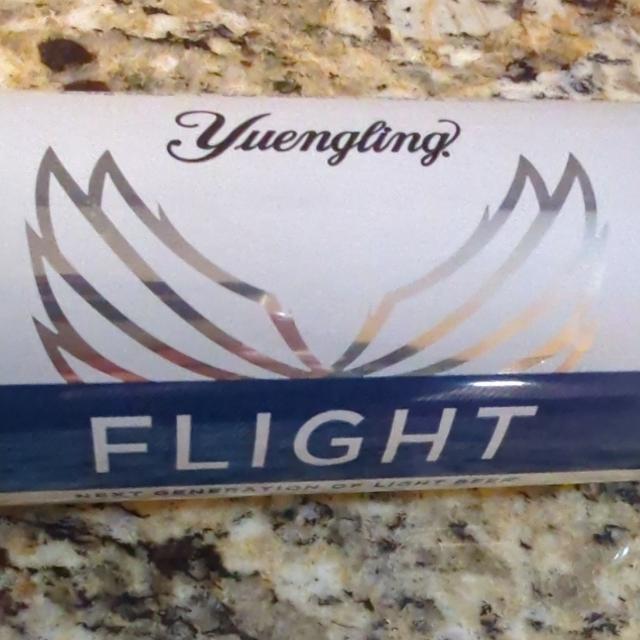 Yuengling
FLIGHT
NEXT GENERATION OF LIGHT BEER